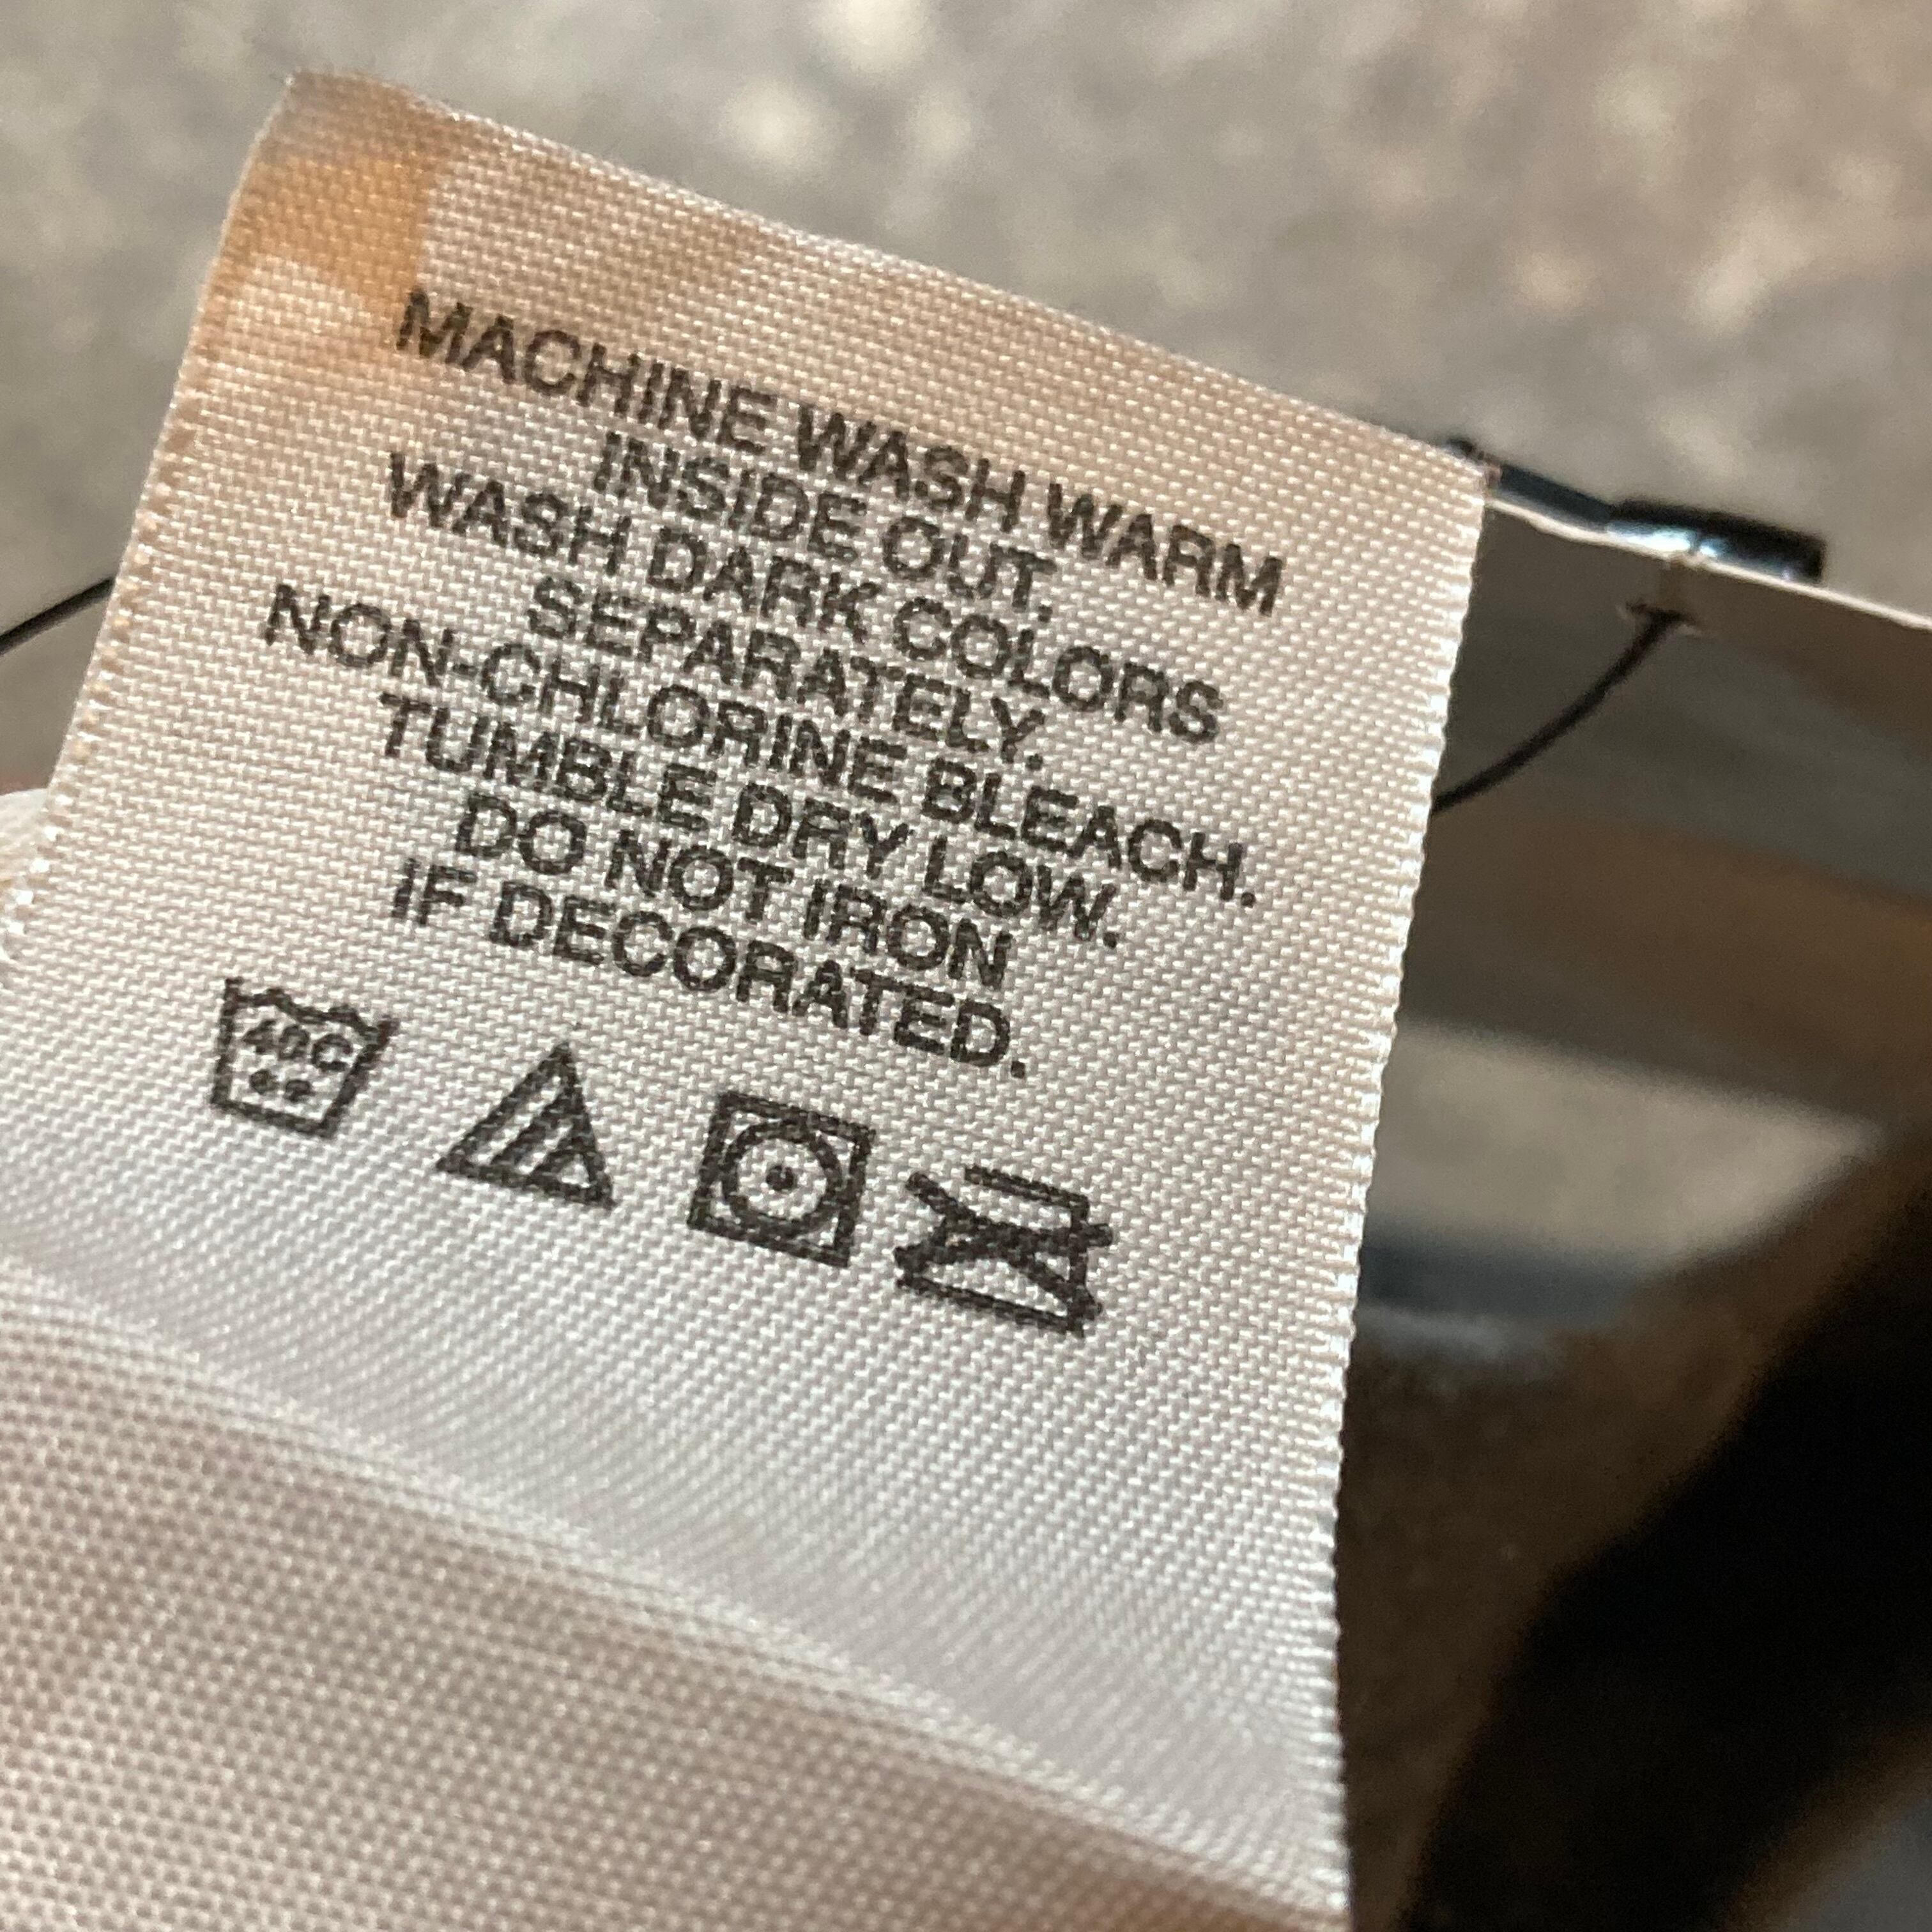 MACHINE WASH WARM
INSIDE OUT.
WASH DARK COLORS
SEPARATELY.
NON-CHLORINE BLEACH.
TUMBLE DRY LOW.
DO NOT IRON
IF DECORATED.
40C